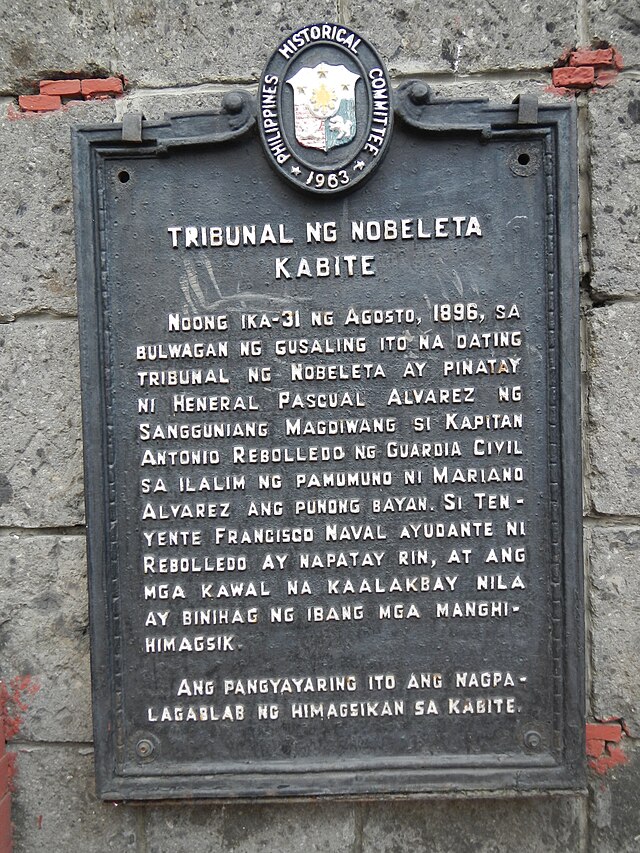 PHILIPPINES HISTORICAL COMMITTEE
★ 1963 ★
TRIBUNAL NG NOBELETA
KABITE
NOONG IKA-31 NG AGOSTO, 1896, SA
BULWAGAN NG GUSALING ITO NA DATING
TRIBUNAL NG NOBELETA AY PINATAY
NI HENERAL PASCUAL ALVAREZ NG
SANGGUNIANG MAGDIWANG SI KAPITAN
ANTONIO REBOLLEDO NG GUARDIA CIVIL
SA ILALIM NG PAMUMUNO NI MARIANO
ALVAREZ ANG PUNONG BAYAN. SI TEN-
YENTE FRANCISCO NAVAL AYUDANTE NI
REBOLLEDO AY NAPATAY RIN, AT ANG
MGA KAWAL NA KAALAKBAY NILA
AY BINIHAG NG IBANG MGA MANGHI-
HIMAGSIK.
ANG PANGYAYARING ITO ANG NAGPA-
LAGABLAB NG HIMAGSIKAN SA KABITE.